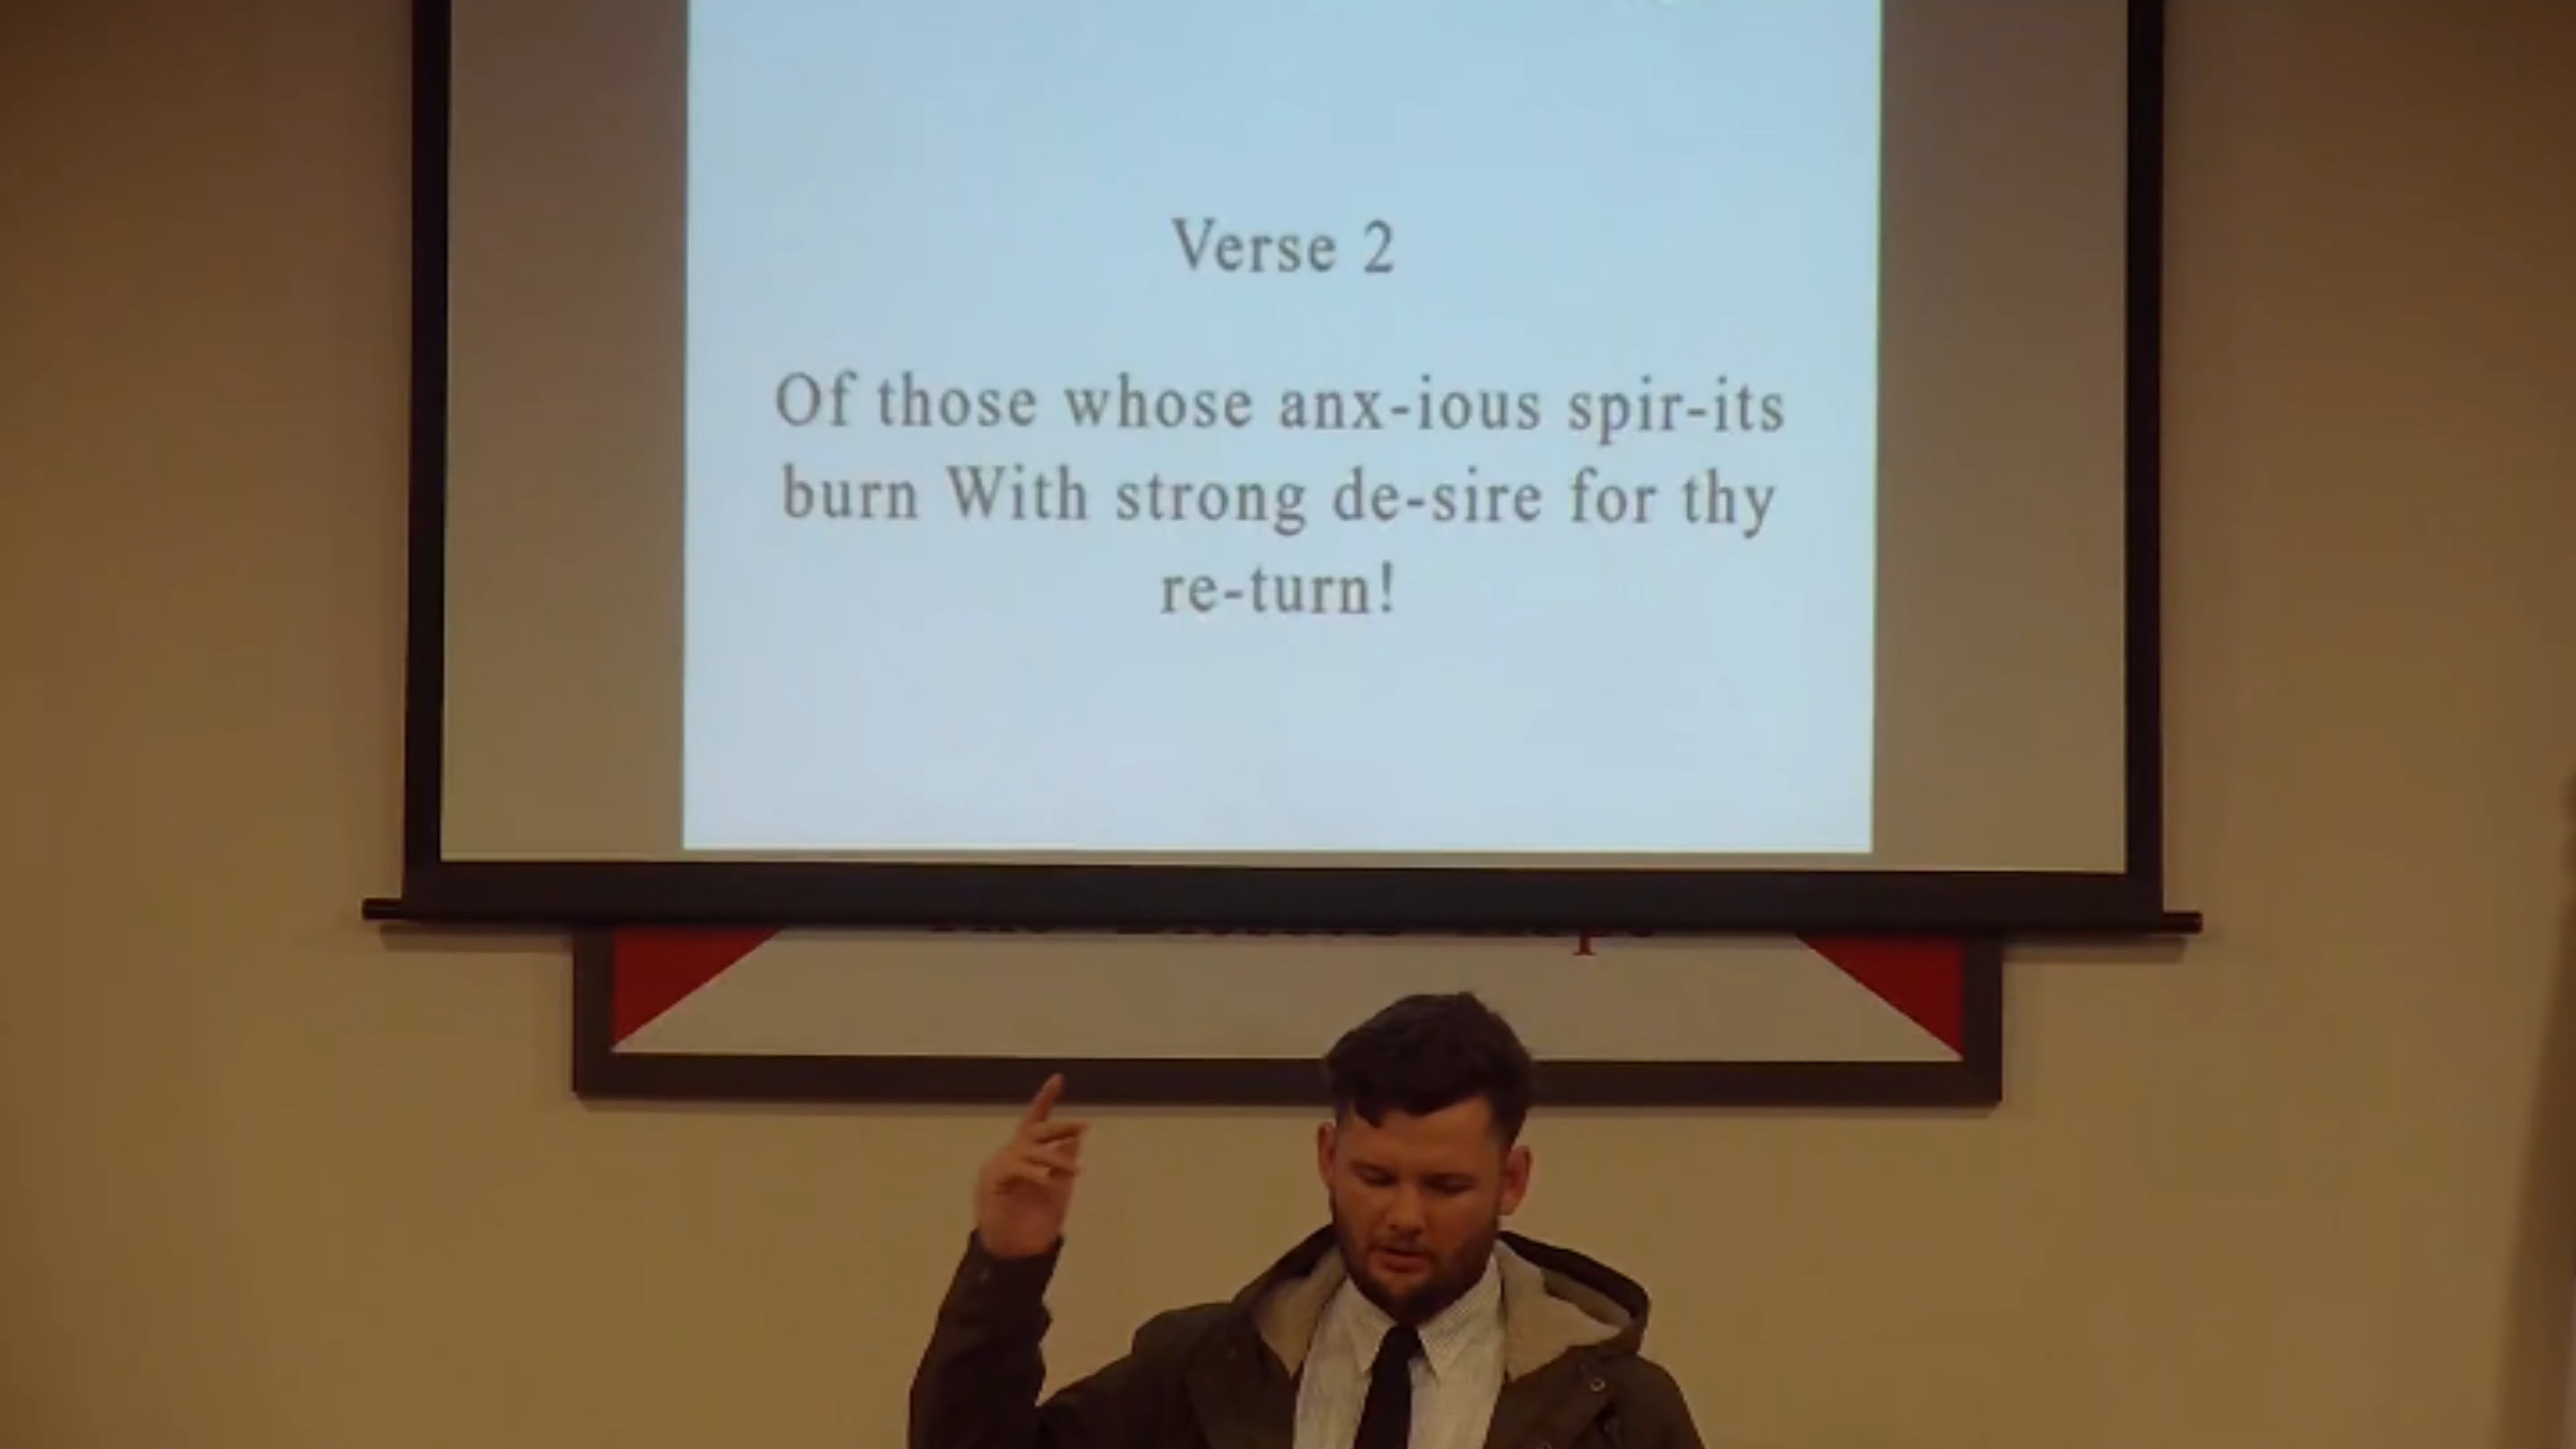 Verse 2
Of those whose anx-ious spir-its
burn With strong de-sire for thy
re-turn!